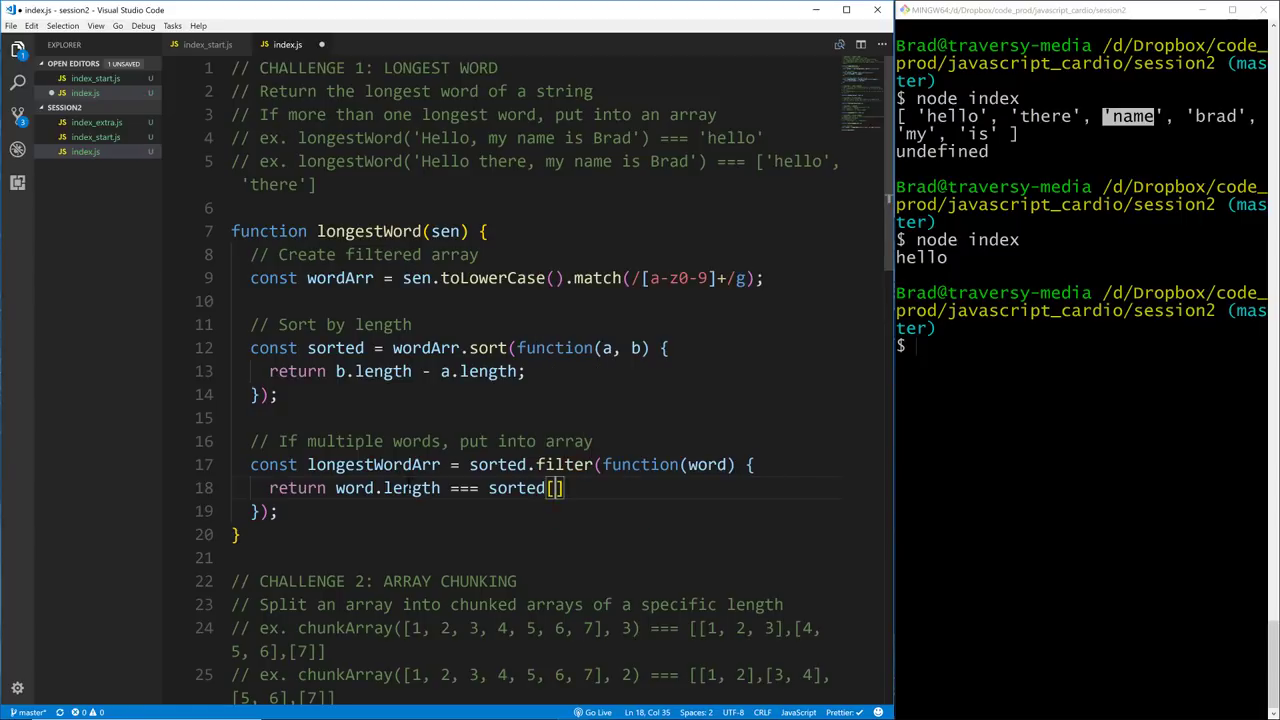 index.js - session2 - Visual Studio Code
File Edit Selection View Go Debug Tasks Help
EXPLORER
OPEN EDITORS 1 UNSAVED
index_start.js U
index.js U
SESSION2
index_extra.js U
index_start.js U
index.js U
index_start.js
index.js
1 // CHALLENGE 1: LONGEST WORD
2 // Return the longest word of a string
3 // If more than one longest word, put into an array
4 // ex. longestWord('Hello, my name is Brad') === 'hello'
5 // ex. longestWord('Hello there, my name is Brad') === ['hello',
'there']
6
7 function longestWord(sen) {
8 // Create filtered array
9 const wordArr = sen.toLowerCase().match(/[a-z0-9]+/g);
10
11 // Sort by length
12 const sorted = wordArr.sort(function(a, b) {
13 return b.length - a.length;
14 });
15
16 // If multiple words, put into array
17 const longestWordArr = sorted.filter(function(word) {
18 return word.length === sorted[]
19 });
20 }
21
22 // CHALLENGE 2: ARRAY CHUNKING
23 // Split an array into chunked arrays of a specific length
24 // ex. chunkArray([1, 2, 3, 4, 5, 6, 7], 3) === [[1, 2, 3],[4,
5, 6],[7]]
25 // ex. chunkArray([1, 2, 3, 4, 5, 6, 7], 2) === [[1, 2],[3, 4],
[5, 6],[7]]
master* 0 0
Go Live Ln 18, Col 35 Spaces: 2 UTF-8 CRLF JavaScript Prettier: ✓
MINGW64:/d/Dropbox/code_prod/javascript_cardio/session2
Brad@traversy-media /d/Dropbox/code_
prod/javascript_cardio/session2 (mas
ter)
$ node index
[ 'hello', 'there', 'name', 'brad',
'my', 'is' ]
undefined
Brad@traversy-media /d/Dropbox/code_
prod/javascript_cardio/session2 (mas
ter)
$ node index
hello
Brad@traversy-media /d/Dropbox/code_
prod/javascript_cardio/session2 (mas
ter)
$